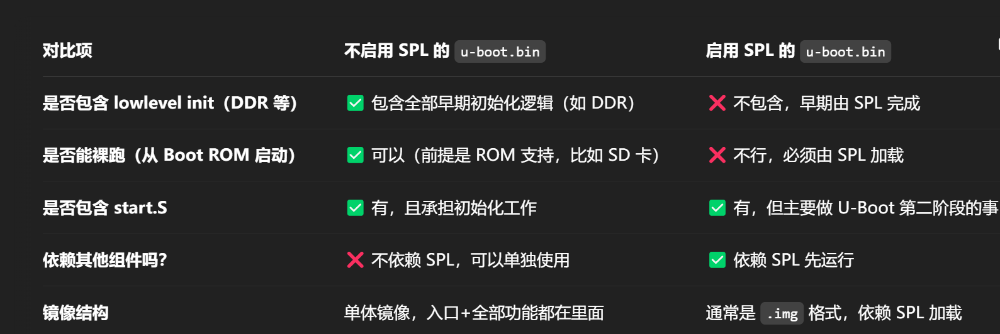 对比项 不启用 SPL 的 u-boot.bin 启用 SPL 的 u-boot.bin
是否包含 lowlevel init（DDR 等） ✅ 包含全部早期初始化逻辑（如 DDR） ❌ 不包含，早期由 SPL 完成
是否能裸跑（从 Boot ROM 启动） ✅ 可以（前提是 ROM 支持，比如 SD 卡） ❌ 不行，必须由 SPL 加载
是否包含 start.S ✅ 有，且承担初始化工作 ✅ 有，但主要做 U-Boot 第二阶段的事
依赖其他组件吗？ ❌ 不依赖 SPL，可以单独使用 ✅ 依赖 SPL 先运行
镜像结构 单体镜像，入口+全部功能都在里面 通常是 .img 格式，依赖 SPL 加载